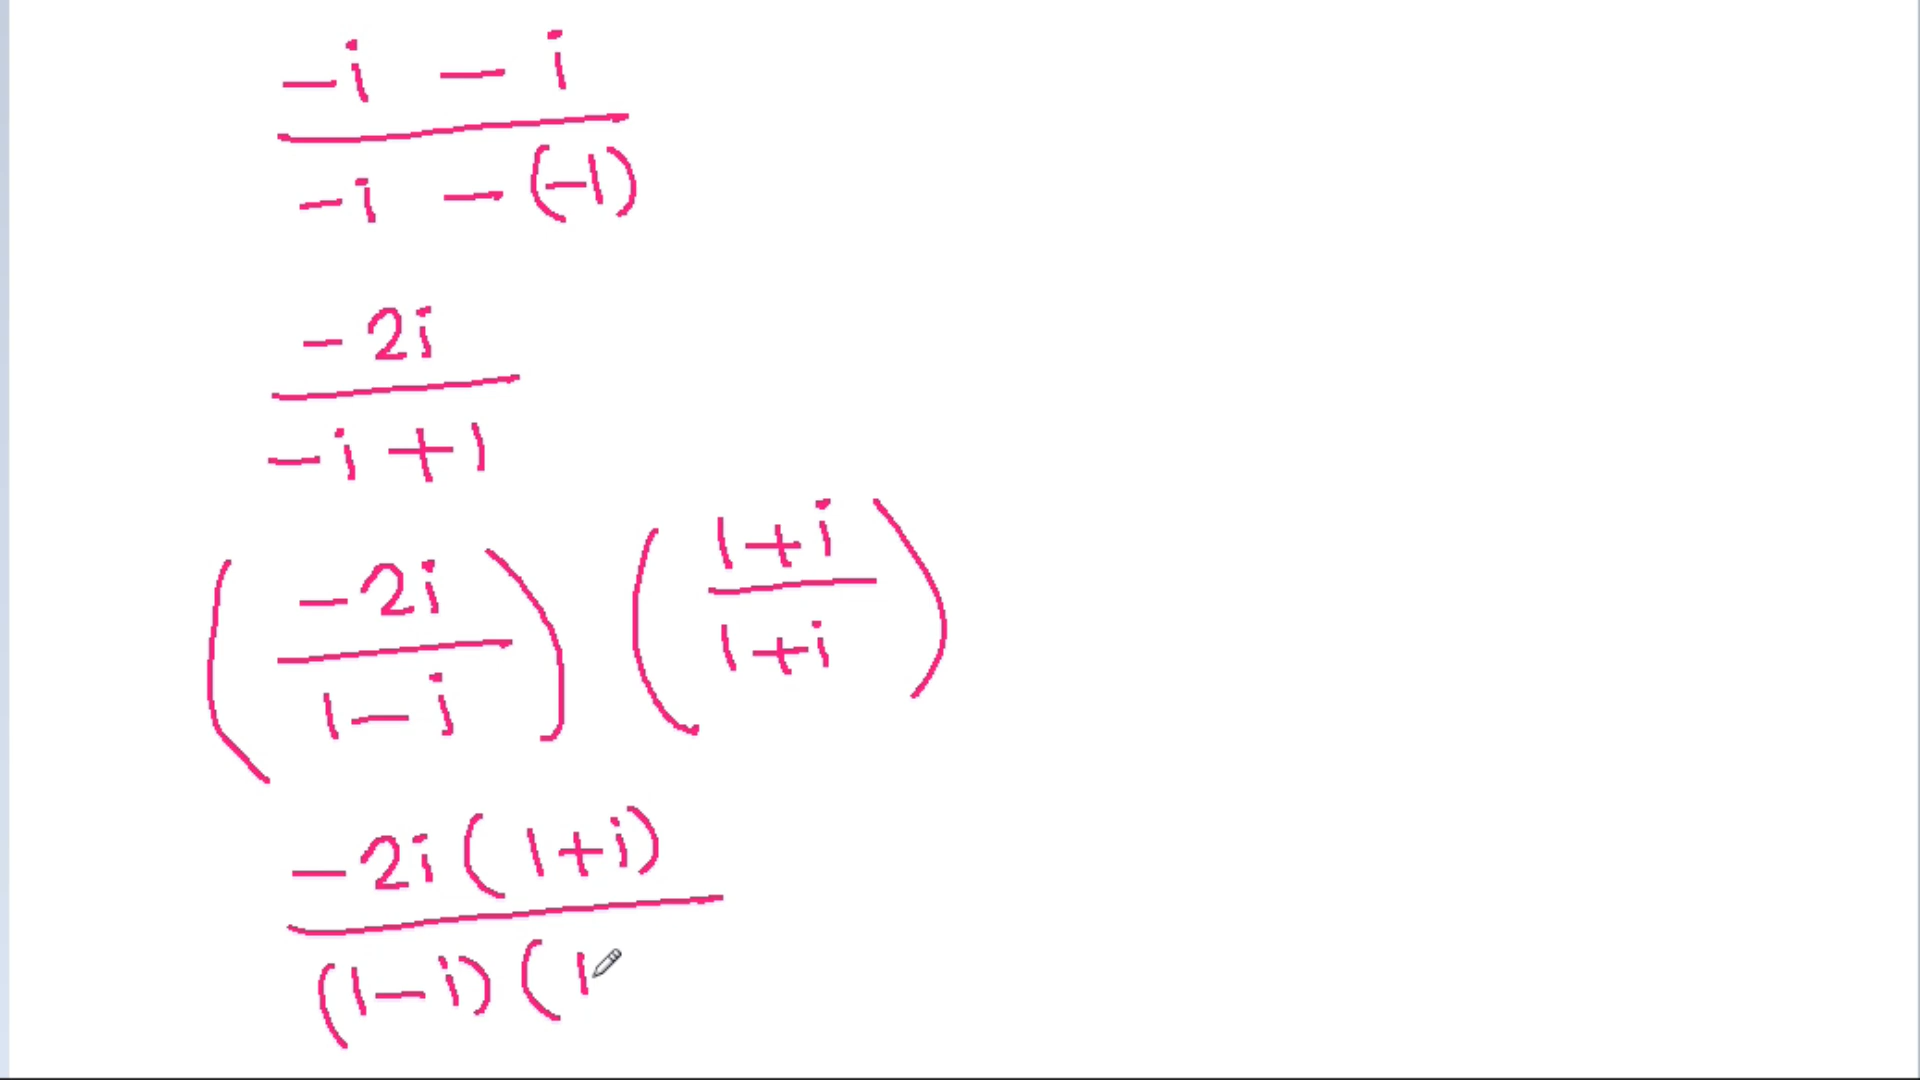 -i - i
-i - (-1)
-2i
-i + 1
(-2i / 1-i) (1+i / 1+i)
-2i(1+i)
(1-i)(1